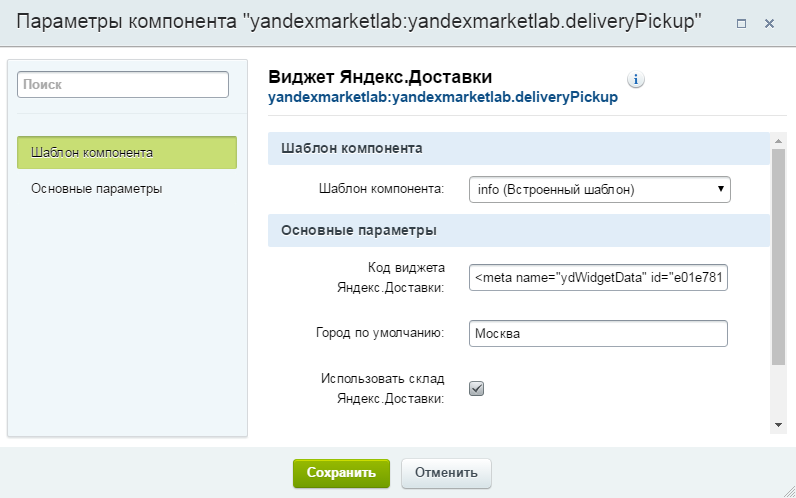 Параметры компонента "yandexmarketlab:yandexmarketlab.deliveryPickup"
Поиск
Шаблон компонента
Основные параметры
Виджет Яндекс.Доставки
yandexmarketlab:yandexmarketlab.deliveryPickup
Шаблон компонента
Шаблон компонента:
info (Встроенный шаблон)
Основные параметры
Код виджета
Яндекс.Доставки:
<meta name="ydWidgetData" id="e01e781
Город по умолчанию:
Москва
Использовать склад
Яндекс.Доставки:
Сохранить
Отменить